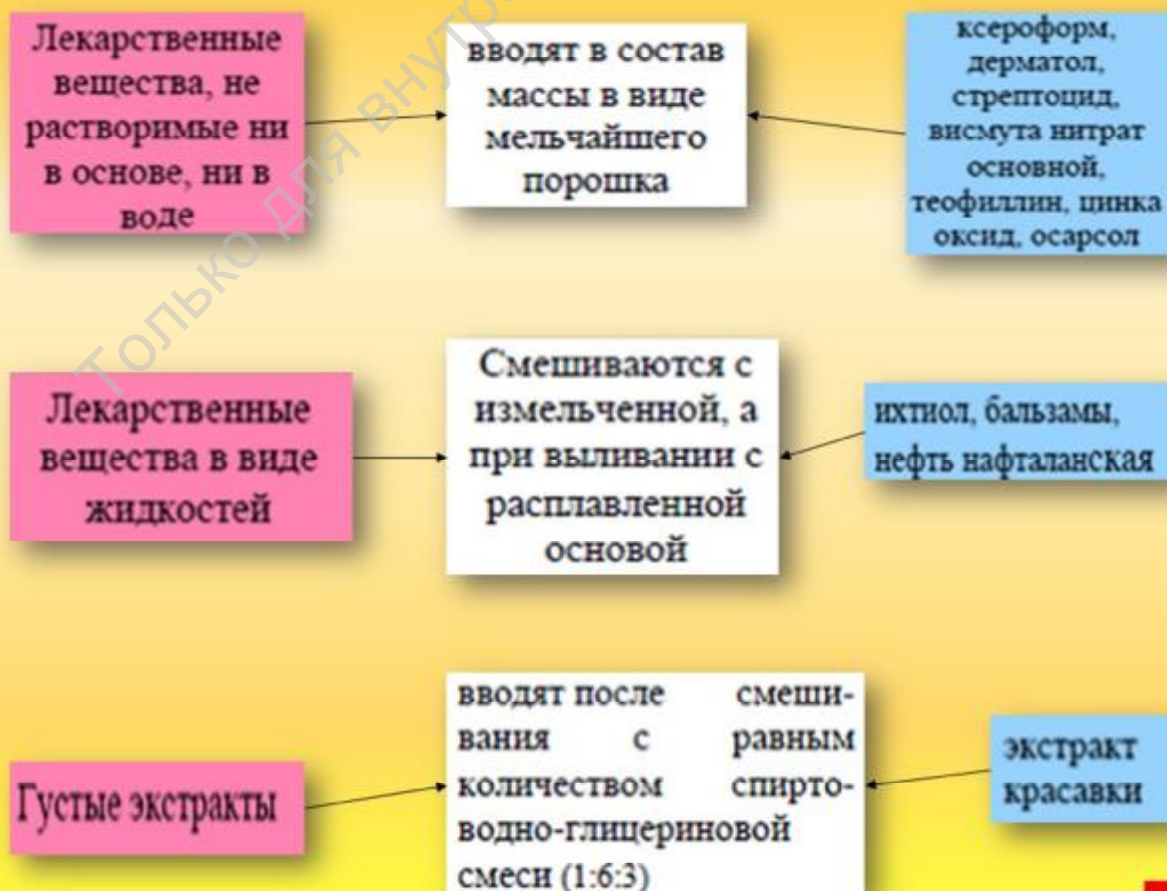 Лекарственные
вещества, не
растворимые ни
в основе, ни в
воде
вводят в состав
массы в виде
мельчайшего
порошка
ксероформ,
дерматол,
стрептоцид,
висмута нитрат
основной,
теофиллин, цинка
оксид, осарсол
Лекарственные
вещества в виде
жидкостей
Смешиваются с
измельченной, а
при выливании с
расплавленной
основой
ихтиол, бальзамы,
нефть нафталанская
Густые экстракты
вводят после смеши-
вания с равным
количеством спирто-
водно-глицериновой
смеси (1:6:3)
экстракт
красавки
Только для